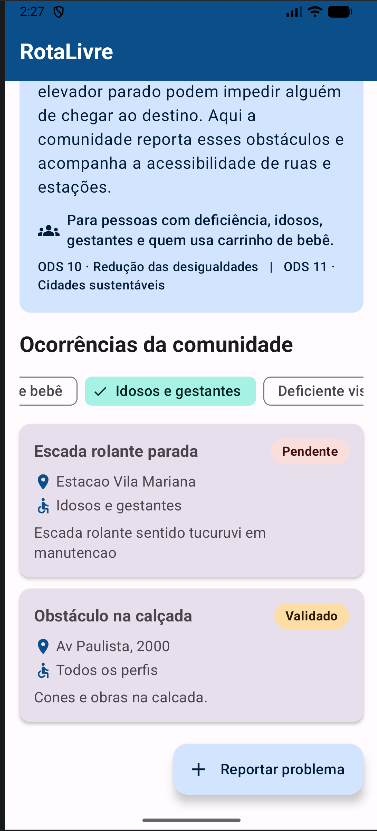 2:27
RotaLivre
elevador parado podem impedir alguém
de chegar ao destino. Aqui a
comunidade reporta esses obstáculos e
acompanha a acessibilidade de ruas e
estações.
Para pessoas com deficiência, idosos,
gestantes e quem usa carrinho de bebê.
ODS 10 · Redução das desigualdades | ODS 11 ·
Cidades sustentáveis
Ocorrências da comunidade
e bebê
Idosos e gestantes
Deficiente vis
Escada rolante parada
Pendente
Estacao Vila Mariana
Idosos e gestantes
Escada rolante sentido tucuruvi em
manutencao
Obstáculo na calçada
Validado
Av Paulista, 2000
Todos os perfis
Cones e obras na calcada.
Reportar problema